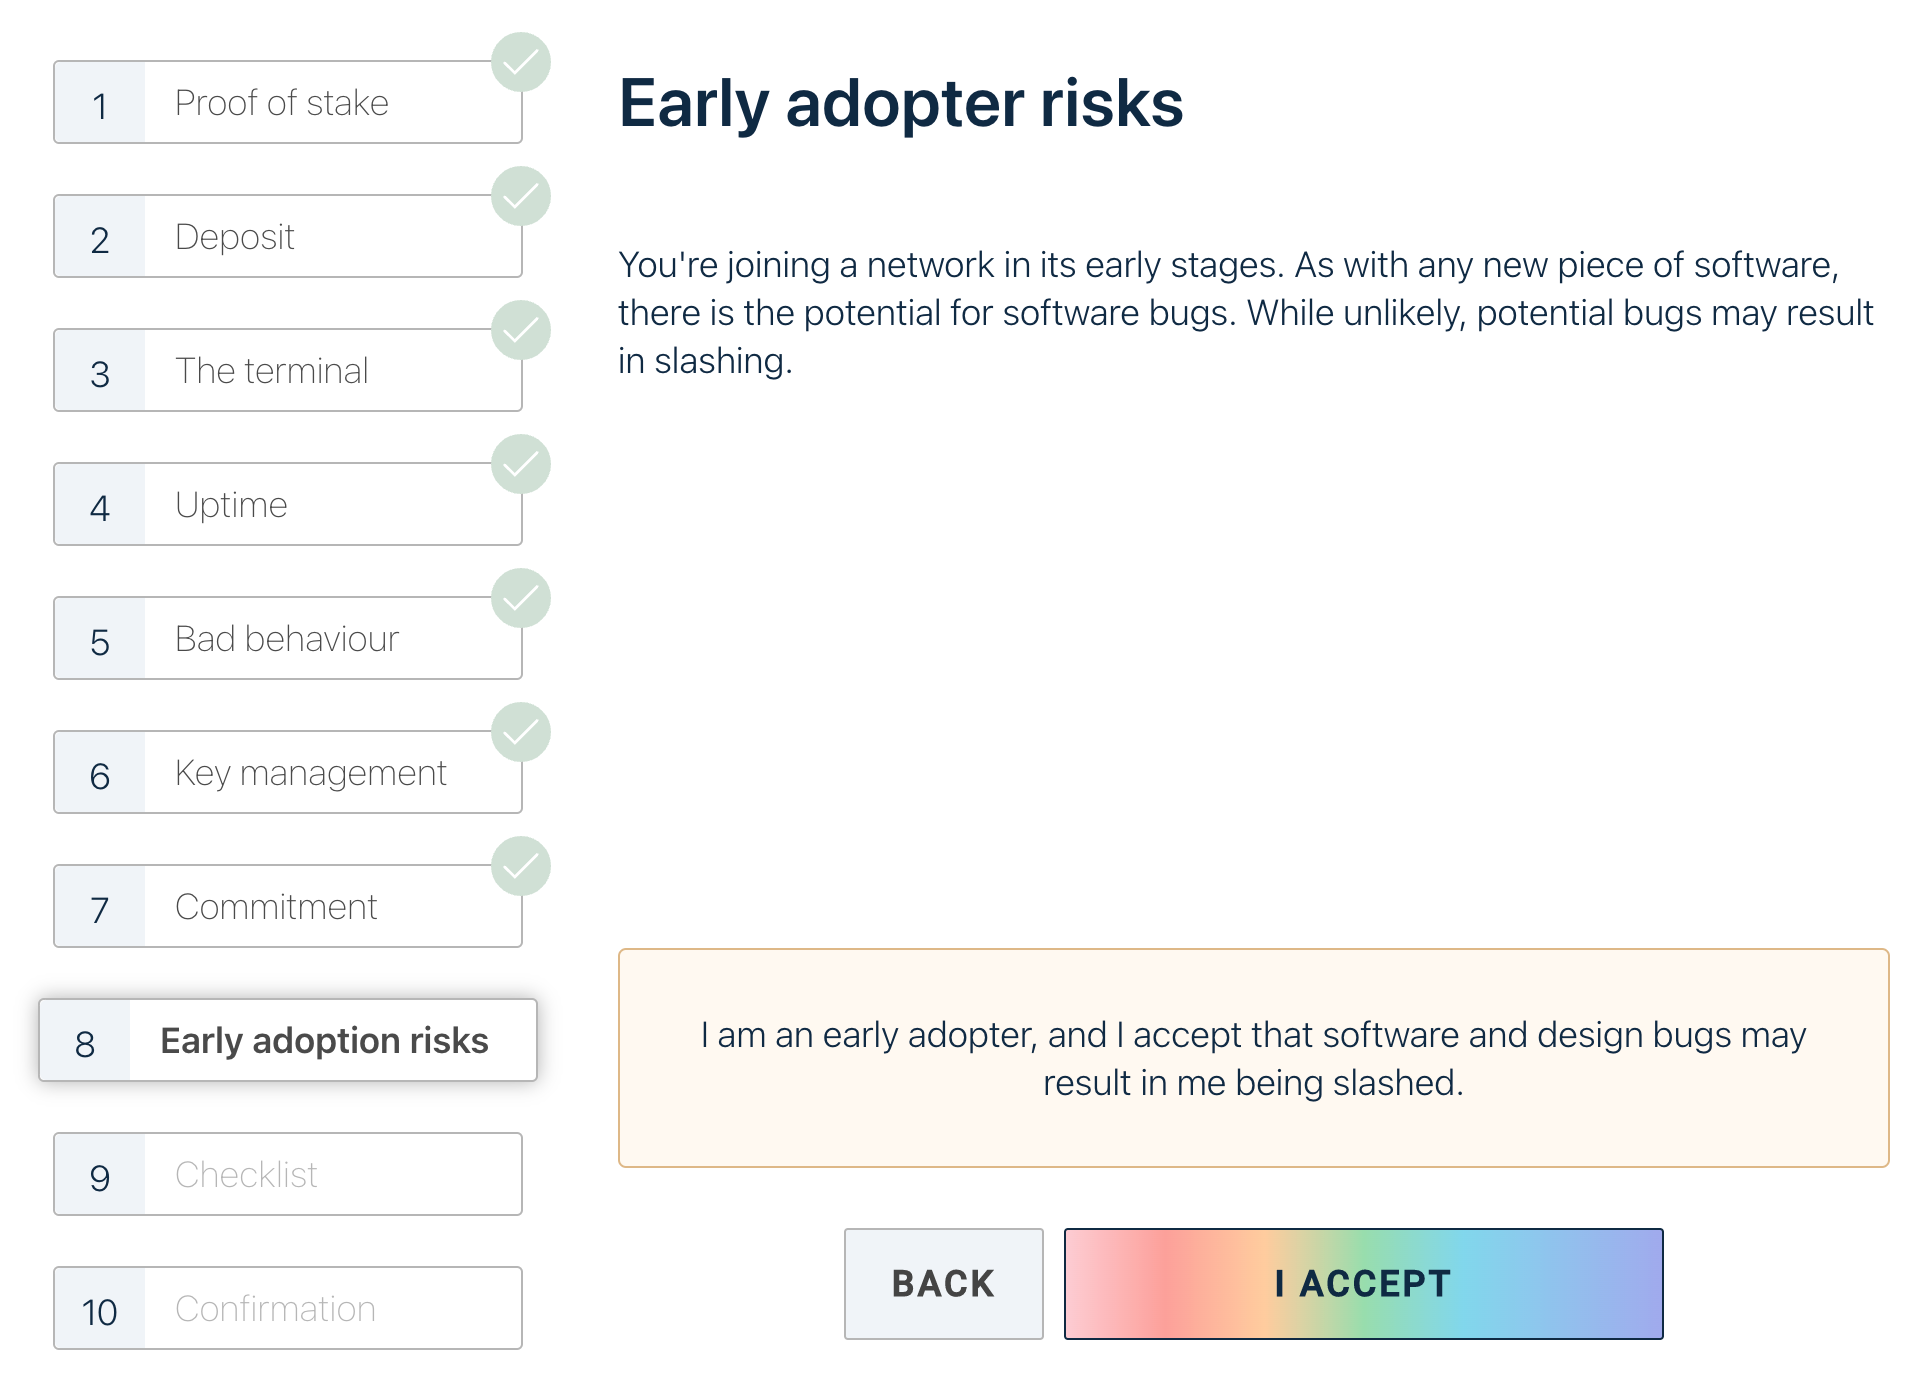 1 Proof of stake
2 Deposit
3 The terminal
4 Uptime
5 Bad behaviour
6 Key management
7 Commitment
8 Early adoption risks
9 Checklist
10 Confirmation
Early adopter risks
You're joining a network in its early stages. As with any new piece of software,
there is the potential for software bugs. While unlikely, potential bugs may result
in slashing.
I am an early adopter, and I accept that software and design bugs may
result in me being slashed.
BACK
I ACCEPT